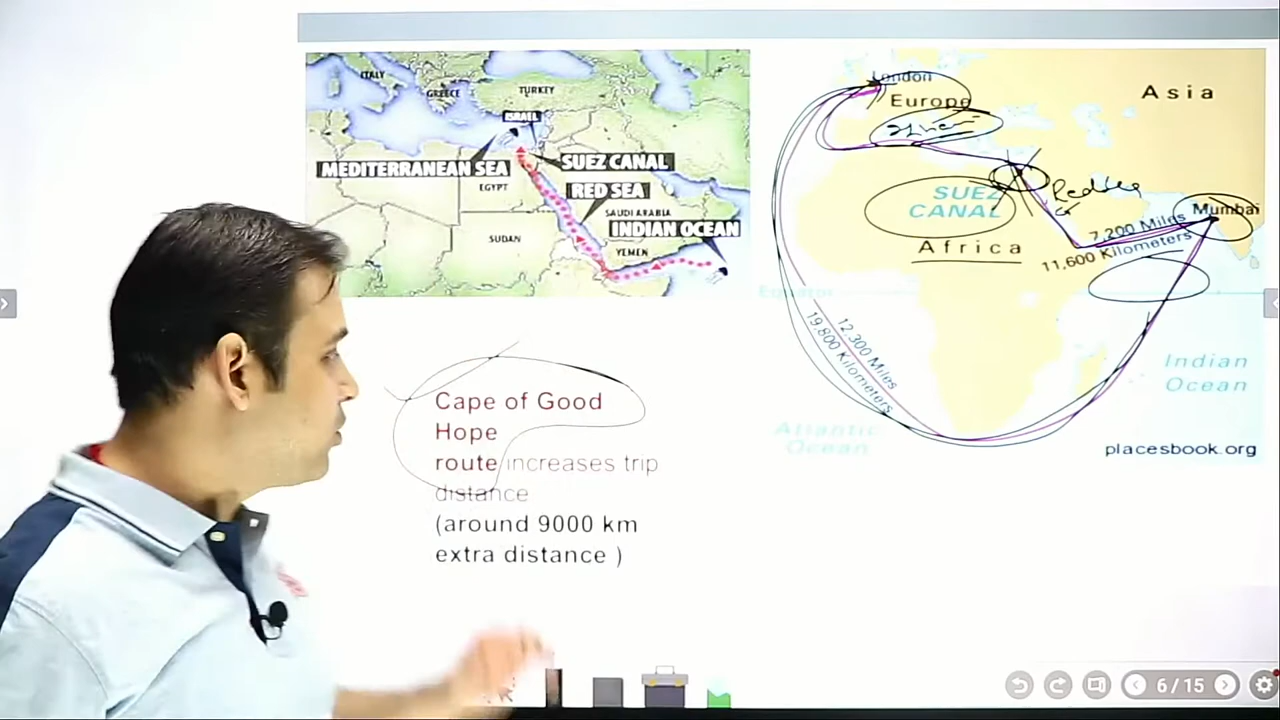 ITALY
GREECE
TURKEY
ISRAEL
MEDITERRANEAN SEA
SUEZ CANAL
EGYPT
RED SEA
SAUDI ARABIA
INDIAN OCEAN
SUDAN
YEMEN
London
Europe
Asia
SUEZ
CANAL
Red Sea
Mumbai
7,200 Miles
11,600 Kilometers
Africa
Equator
12,300 Miles
19,800 Kilometers
Indian
Ocean
Atlantic
Ocean
placesbook.org
Cape of Good
Hope
route increases trip
distance
(around 9000 km
extra distance )
6/15